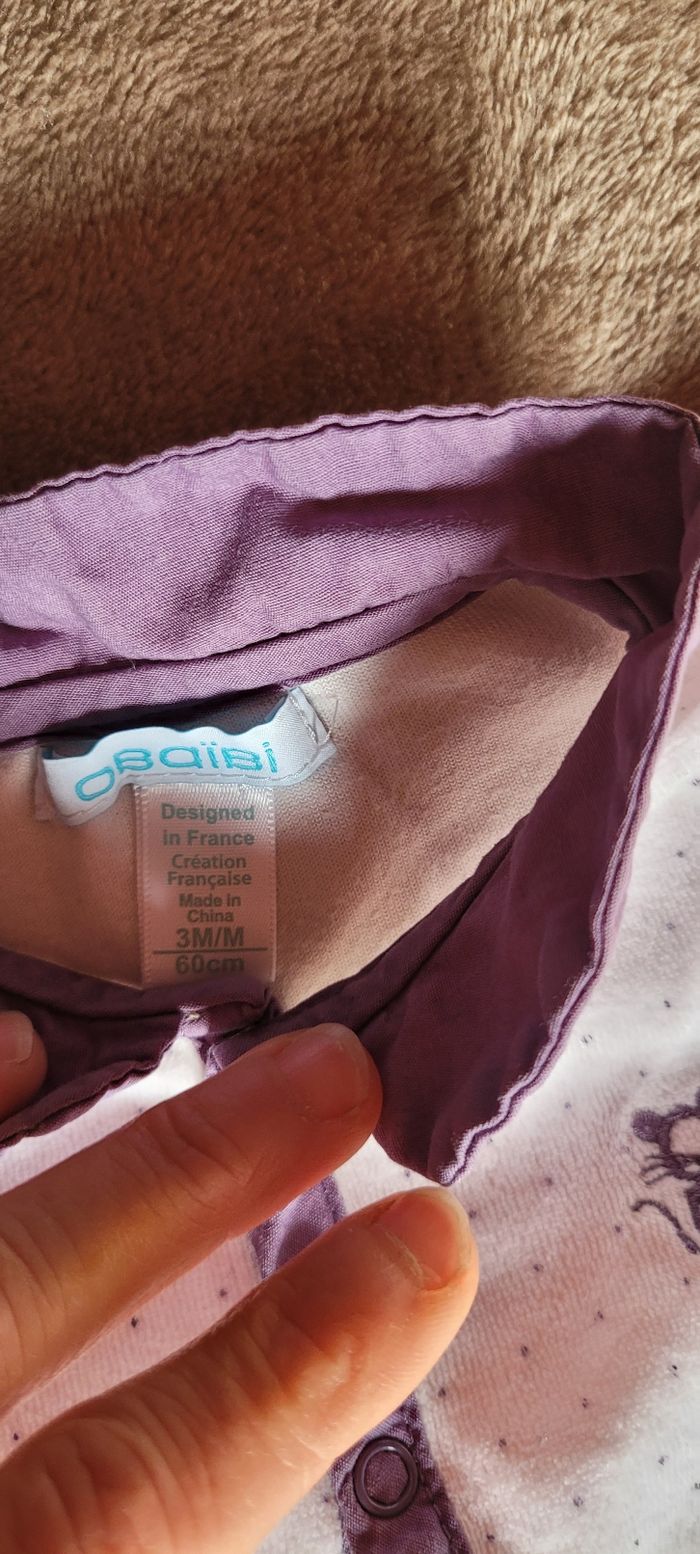 obaïbi
Designed
in France
Création
Française
Made in
China
3M/M
60cm